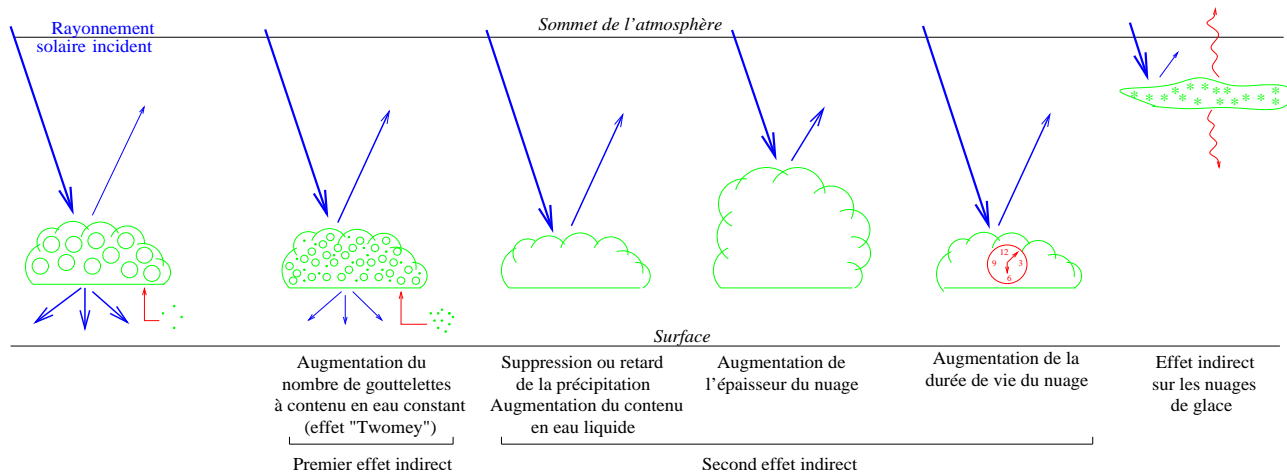 Rayonnement
solaire incident
Sommet de l'atmosphère
12
9
3
6
Surface
Augmentation du
nombre de gouttelettes
à contenu en eau constant
(effet "Twomey")
Suppression ou retard
de la précipitation
Augmentation du contenu
en eau liquide
Augmentation de
l'épaisseur du nuage
Augmentation de la
durée de vie du nuage
Effet indirect
sur les nuages
de glace
Premier effet indirect
Second effet indirect